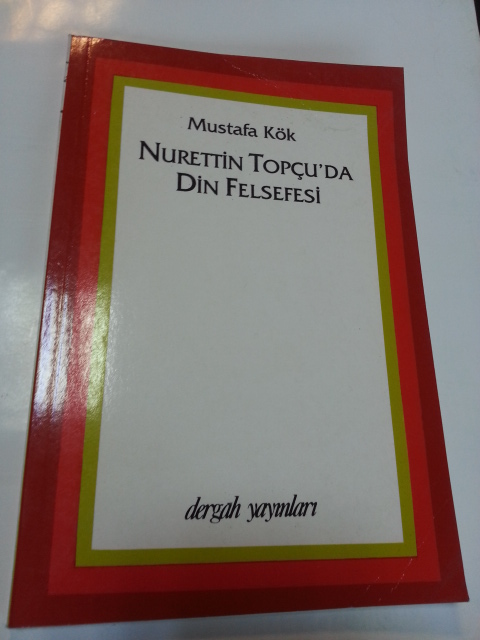 Mustafa Kök
NURETTİN TOPÇU'DA
DİN FELSEFESİ
dergah yayınları